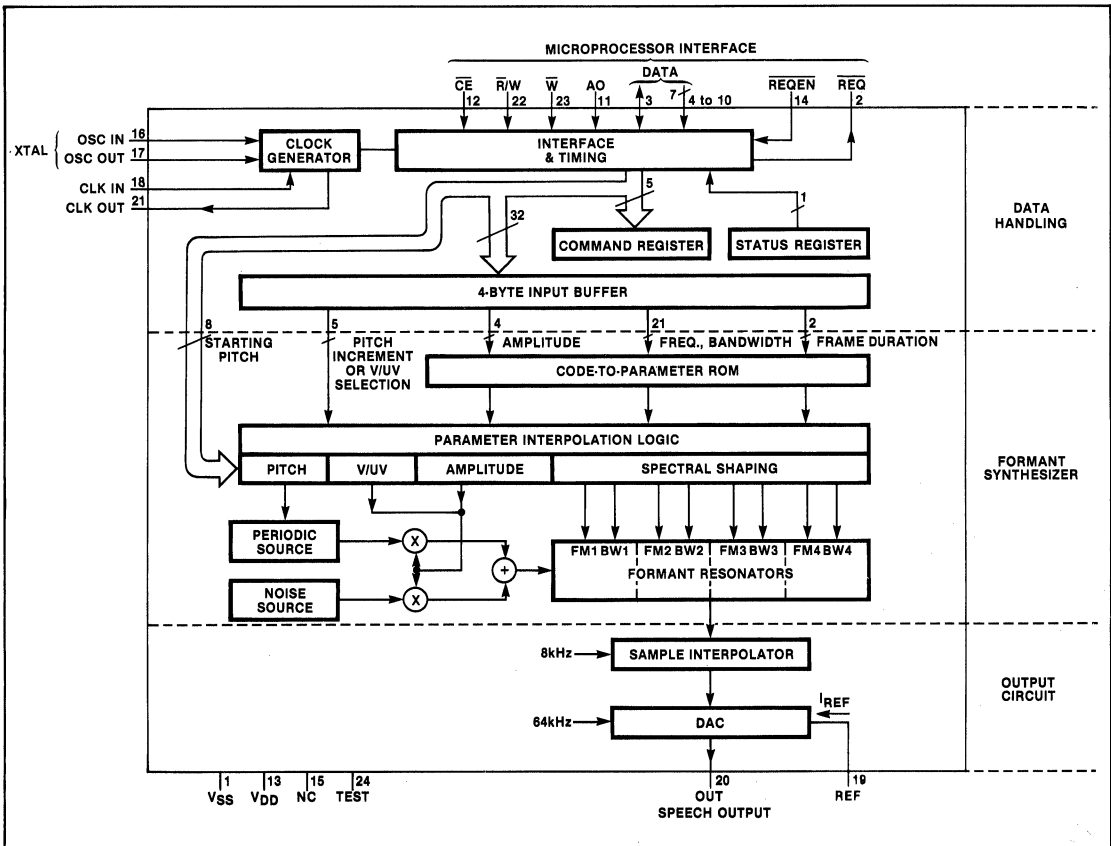 MICROPROCESSOR INTERFACE
DATA
C̅E̅ R̅/W W̅ AO R̅E̅Q̅E̅N̅ R̅E̅Q̅
12 22 23 11 3 7 4 to 10 14 2
XTAL
OSC IN 16
OSC OUT 17
CLK IN 18
CLK OUT 21
CLOCK
GENERATOR
INTERFACE
& TIMING
DATA
HANDLING
32
5
1
COMMAND REGISTER
STATUS REGISTER
4-BYTE INPUT BUFFER
8
STARTING
PITCH
5
PITCH
INCREMENT
OR V/UV
SELECTION
4
AMPLITUDE
21
FREQ., BANDWIDTH
2
FRAME DURATION
CODE-TO-PARAMETER ROM
PARAMETER INTERPOLATION LOGIC
PITCH V/UV AMPLITUDE SPECTRAL SHAPING
FORMANT
SYNTHESIZER
PERIODIC
SOURCE
X
+
NOISE
SOURCE
X
FM1 BW1 FM2 BW2 FM3 BW3 FM4 BW4
FORMANT RESONATORS
8kHz
SAMPLE INTERPOLATOR
OUTPUT
CIRCUIT
64kHz
DAC
IREF
1 13 15 24 20 19
VSS VDD NC TEST OUT REF
SPEECH OUTPUT